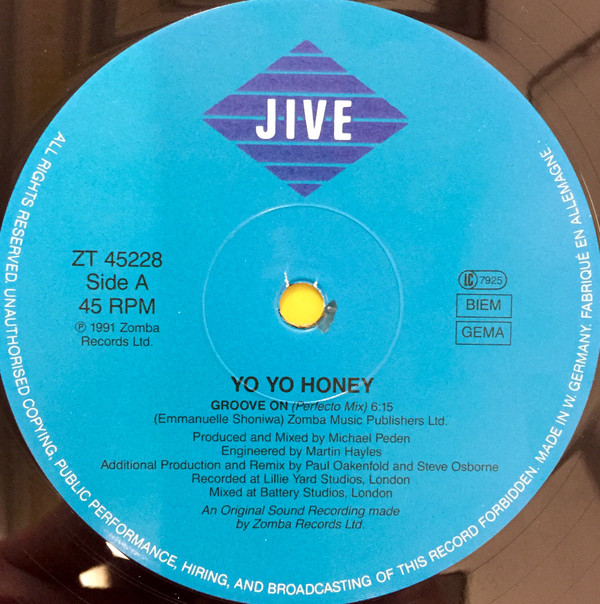 JIVE
ZT 45228
Side A
45 RPM
℗ 1991 Zomba
Records Ltd.
LC 7925
BIEM
GEMA
YO YO HONEY
GROOVE ON (Perfecto Mix) 6:15
(Emmanuelle Shoniwa) Zomba Music Publishers Ltd.
Produced and Mixed by Michael Peden
Engineered by Martin Hayles
Additional Production and Remix by Paul Oakenfold and Steve Osborne
Recorded at Lillie Yard Studios, London
Mixed at Battery Studios, London
An Original Sound Recording made
by Zomba Records Ltd.
ALL RIGHTS RESERVED, UNAUTHORISED COPYING, PUBLIC PERFORMANCE, HIRING, AND BROADCASTING OF THIS RECORD FORBIDDEN. MADE IN W. GERMANY. FABRIQUÉ EN ALLEMAGNE